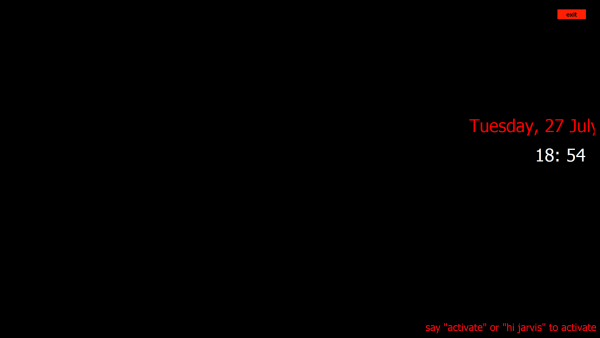 exit
Tuesday, 27 July
18: 54
say "activate" or "hi jarvis" to activate